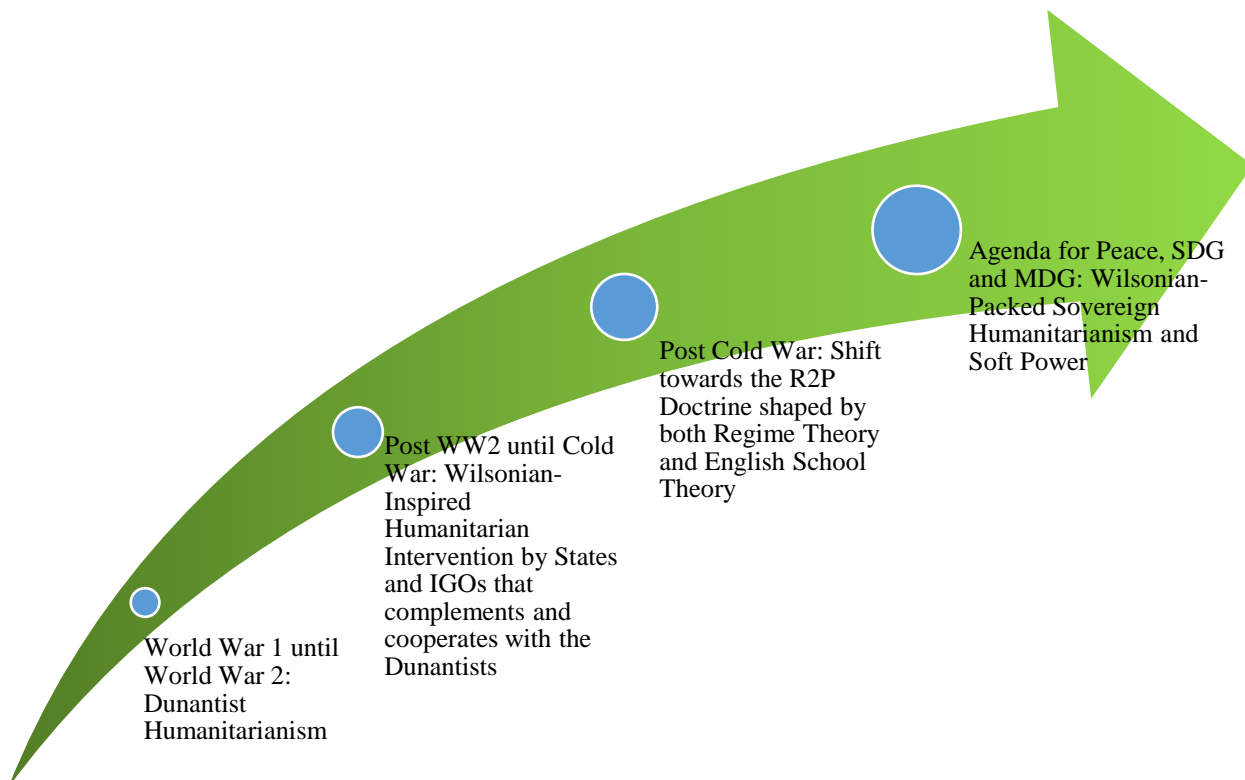 World War 1 until
World War 2:
Dunantist
Humanitarianism
Post WW2 until Cold
War: Wilsonian-
Inspired
Humanitarian
Intervention by States
and IGOs that
complements and
cooperates with the
Dunantists
Post Cold War: Shift
towards the R2P
Doctrine shaped by
both Regime Theory
and English School
Theory
Agenda for Peace, SDG
and MDG: Wilsonian-
Packed Sovereign
Humanitarianism and
Soft Power